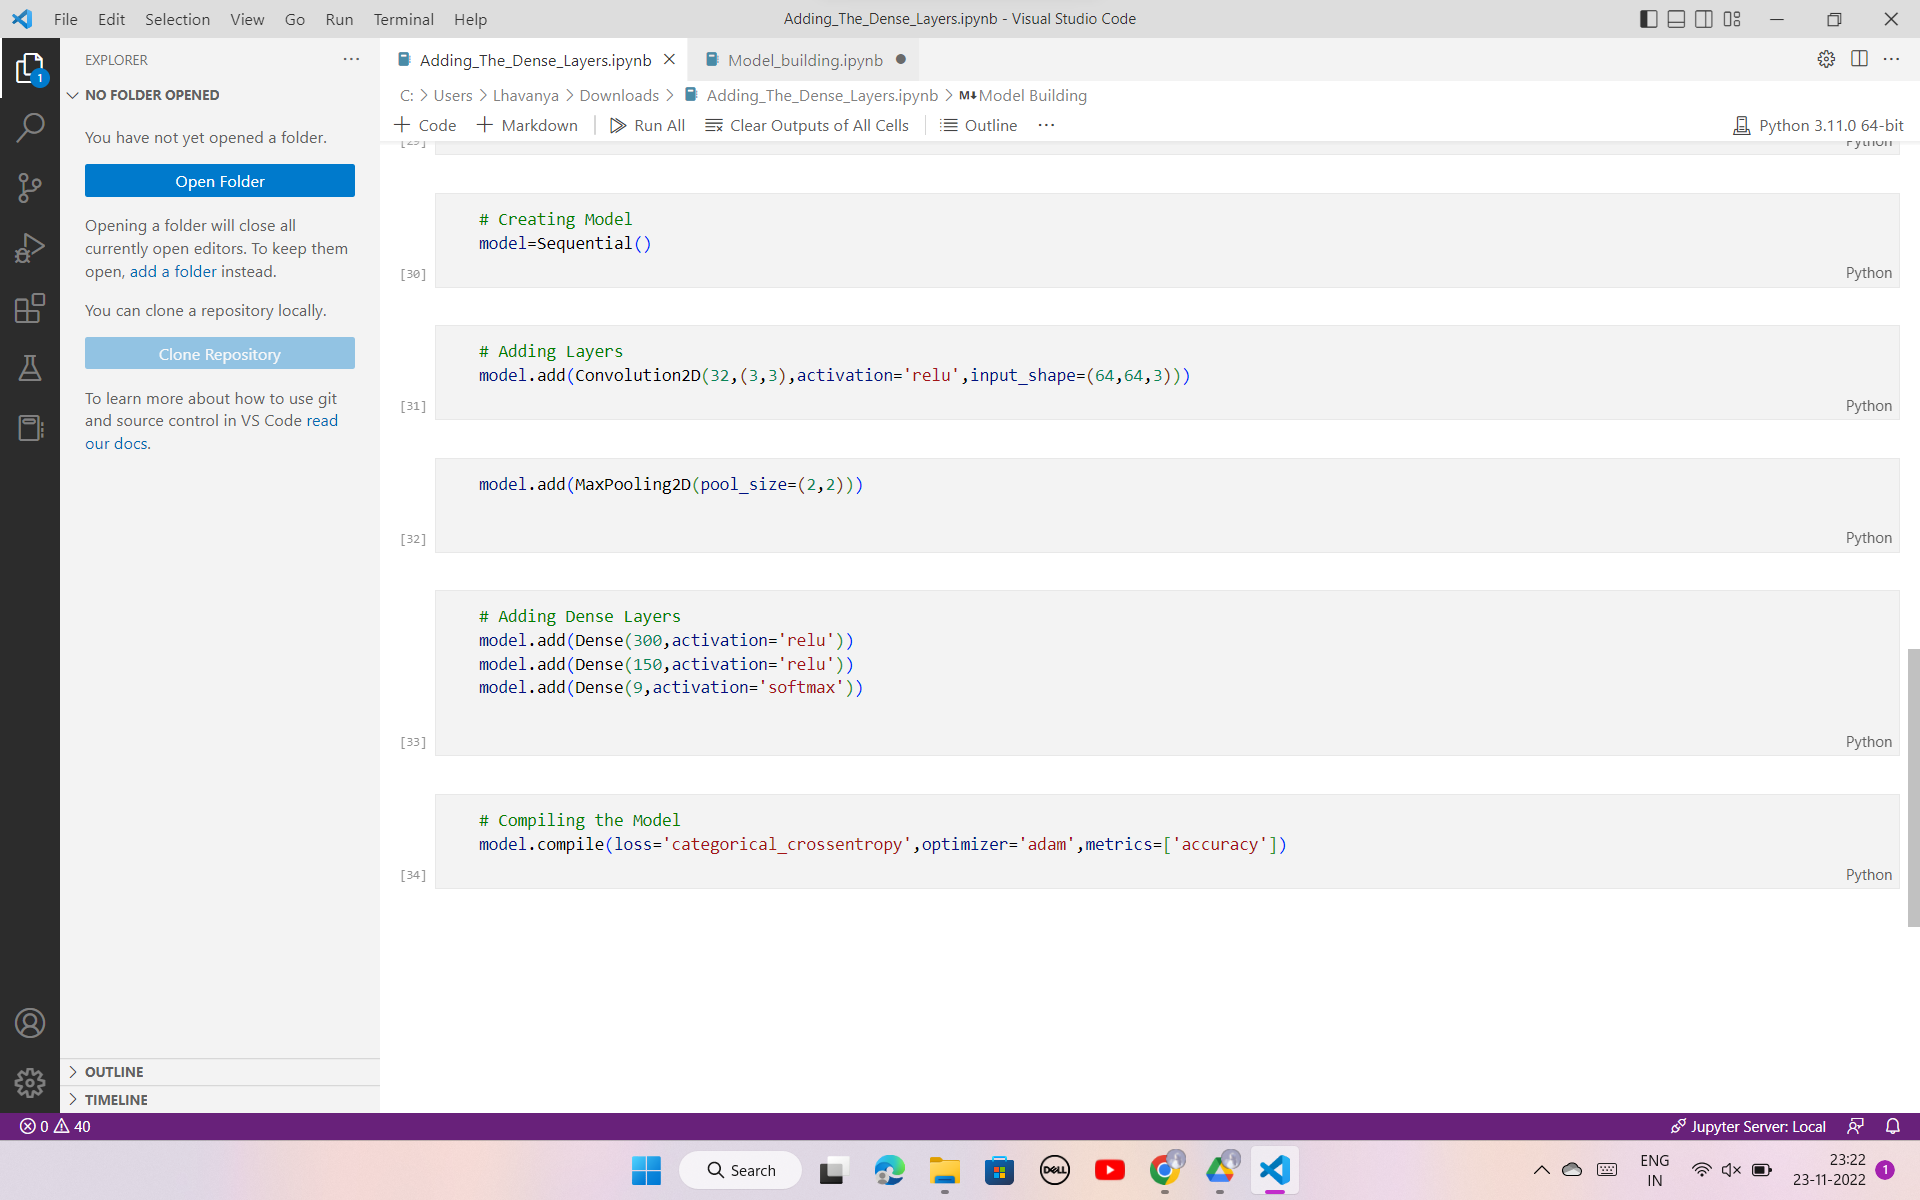 File Edit Selection View Go Run Terminal Help
Adding_The_Dense_Layers.ipynb - Visual Studio Code
EXPLORER
Adding_The_Dense_Layers.ipynb
Model_building.ipynb
1
NO FOLDER OPENED
C: > Users > Lhavanya > Downloads > Adding_The_Dense_Layers.ipynb > M↓Model Building
+ Code + Markdown Run All Clear Outputs of All Cells Outline
Python 3.11.0 64-bit
You have not yet opened a folder.
Open Folder
Opening a folder will close all
currently open editors. To keep them
open, add a folder instead.
You can clone a repository locally.
Clone Repository
To learn more about how to use git
and source control in VS Code read
our docs.
[29]
Python
# Creating Model
model=Sequential()
[30]
Python
# Adding Layers
model.add(Convolution2D(32,(3,3),activation='relu',input_shape=(64,64,3)))
[31]
Python
model.add(MaxPooling2D(pool_size=(2,2)))
[32]
Python
# Adding Dense Layers
model.add(Dense(300,activation='relu'))
model.add(Dense(150,activation='relu'))
model.add(Dense(9,activation='softmax'))
[33]
Python
# Compiling the Model
model.compile(loss='categorical_crossentropy',optimizer='adam',metrics=['accuracy'])
[34]
Python
OUTLINE
TIMELINE
0 40
Jupyter Server: Local
Search
DELL
ENG
IN
23:22
23-11-2022
1